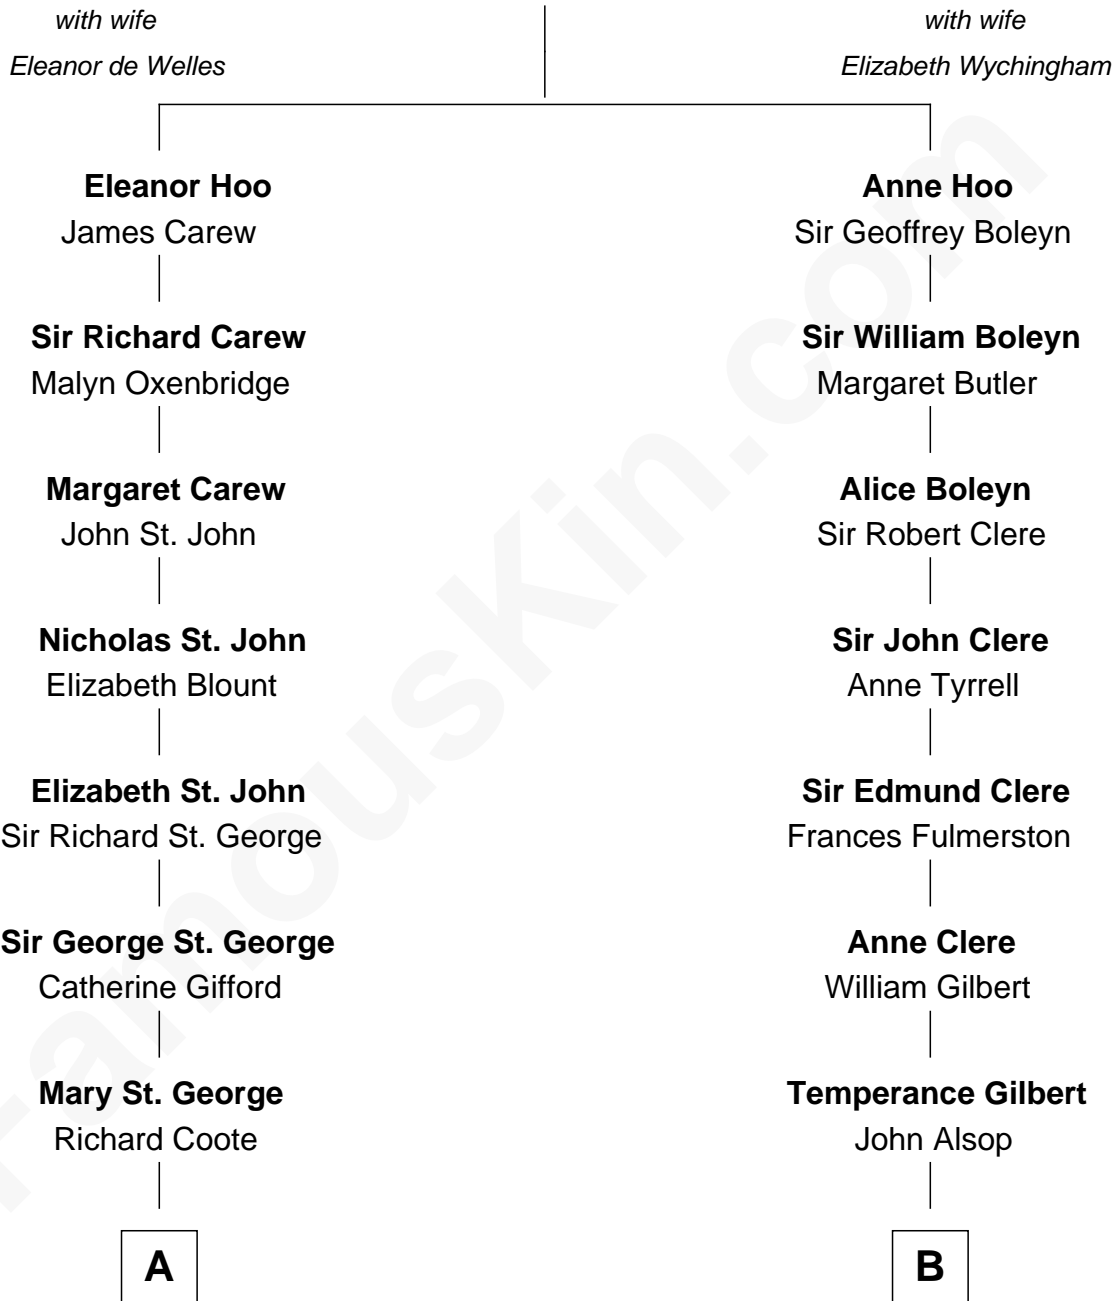 with wife
with wife
Eleanor de Welles
Elizabeth Wychingham
Eleanor Hoo
Anne Hoo
James Carew
Sir Geoffrey Boleyn
Sir Richard Carew
Sir William Boleyn
Malyn Oxenbridge
Margaret Butler
Margaret Carew
Alice Boleyn
John St. John
Sir Robert Clere
Nicholas St. John
Sir John Clere
Elizabeth Blount
Anne Tyrrell
Elizabeth St. John
Sir Edmund Clere
Sir Richard St. George
Frances Fulmerston
Sir George St. George
Anne Clere
Catherine Gifford
William Gilbert
Mary St. George
Temperance Gilbert
Richard Coote
John Alsop
A
B
FamousKin.com